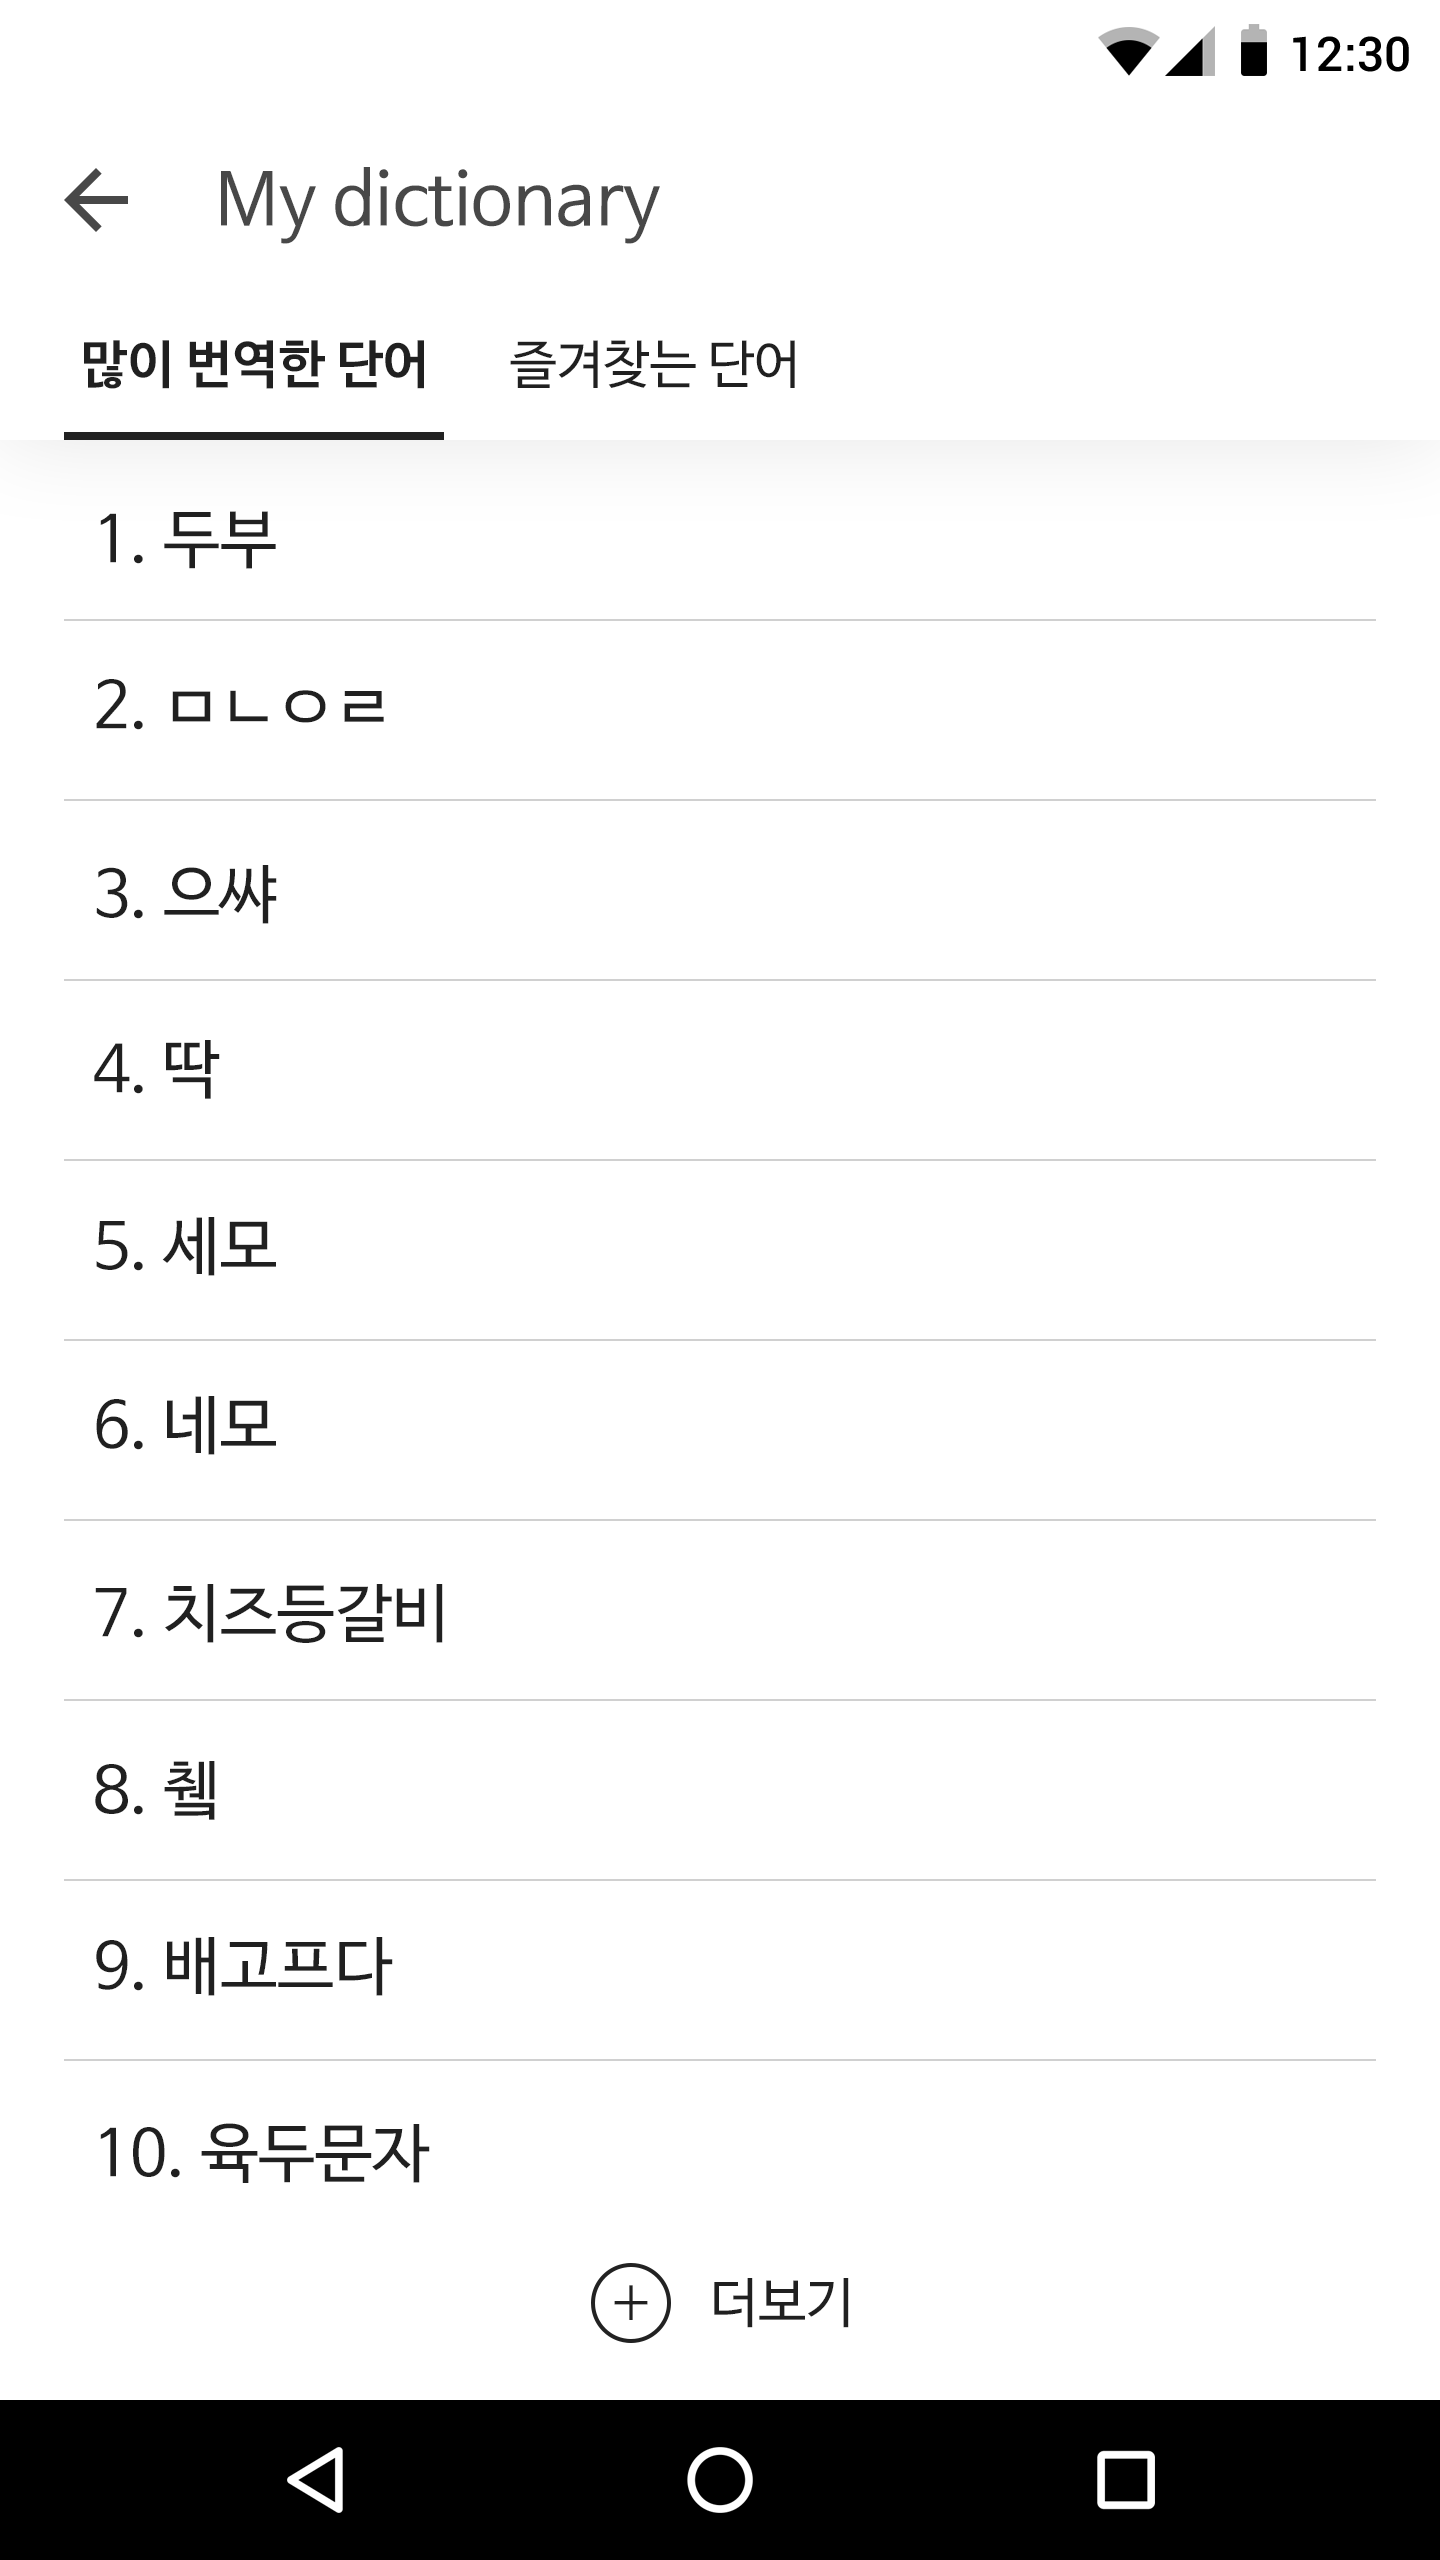 12:30
My dictionary
많이 번역한 단어 즐겨찾는 단어
1. 두부
2. ㅁㄴㅇㄹ
3. 으쌰
4. 딱
5. 세모
6. 네모
7. 치즈등갈비
8.
9. 배고프다
10. 육두문자
더보기